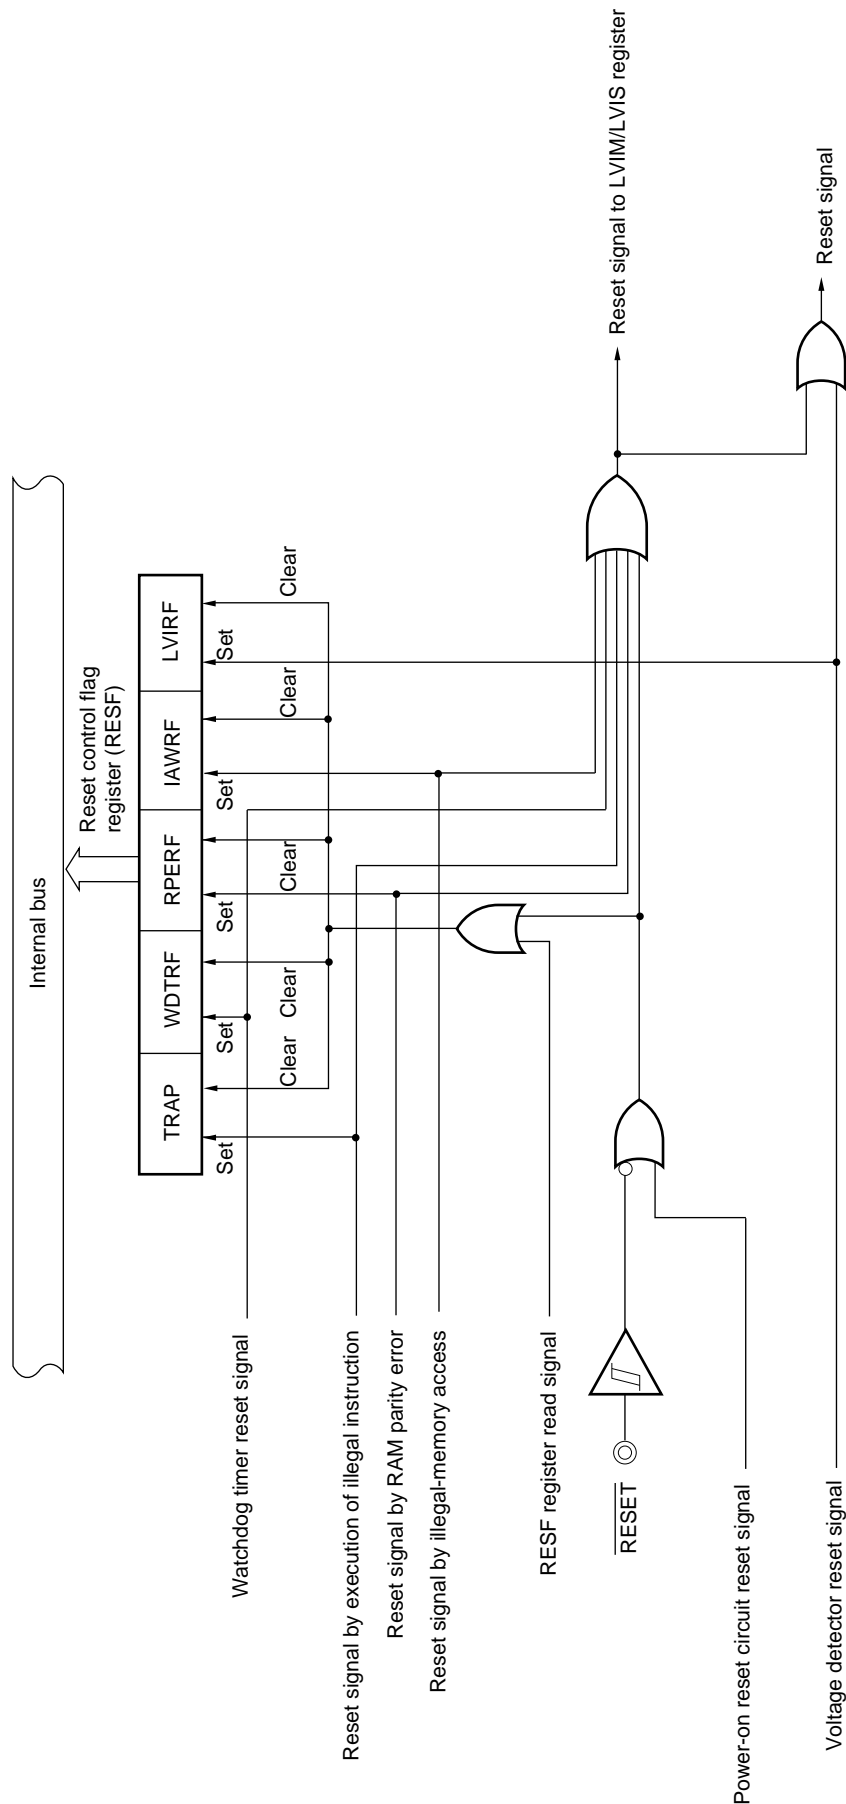 Internal bus
Reset control flag
register (RESF)
TRAP
WDTRF
RPERF
IAWRF
LVIRF
Set
Clear
Set
Clear
Set
Clear
Set
Clear
Set
Clear
Watchdog timer reset signal
Reset signal by execution of illegal instruction
Reset signal by RAM parity error
Reset signal by illegal-memory access
RESF register read signal
RESET
Reset signal to LVIM/LVIS register
Power-on reset circuit reset signal
Voltage detector reset signal
Reset signal